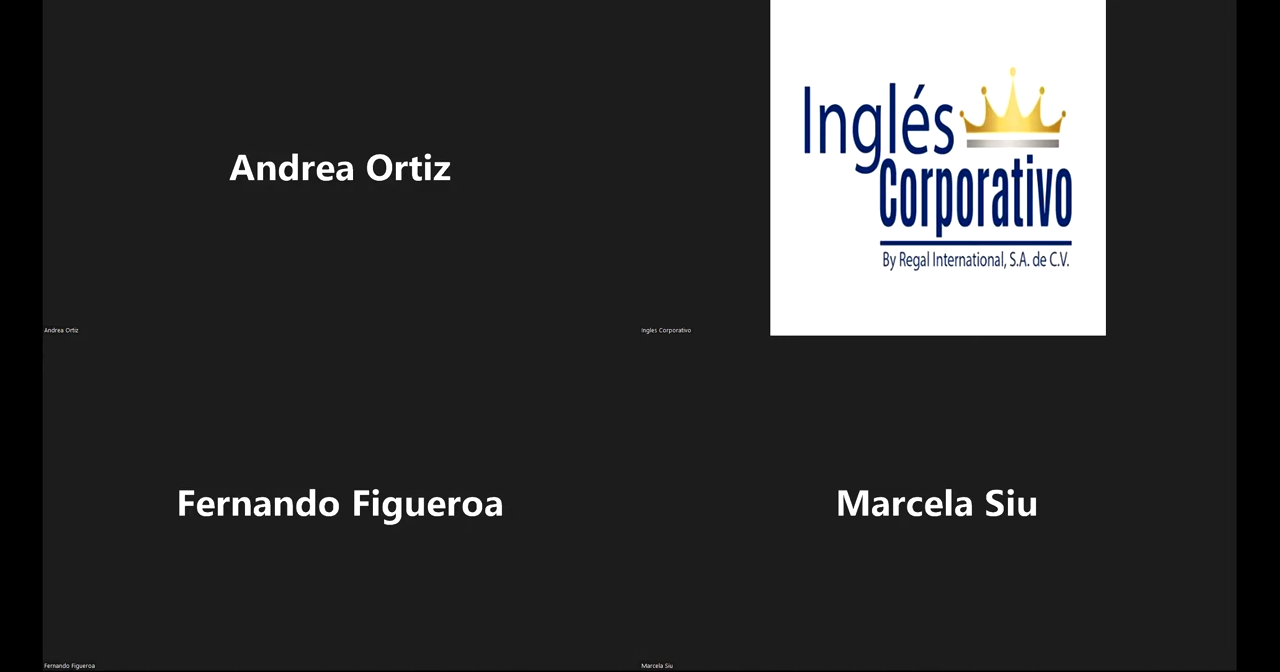 Andrea Ortiz
Inglés
Corporativo
By Regal International, S.A. de C.V.
Andrea Ortiz
Ingles Corporativo
Fernando Figueroa
Marcela Siu
Fernando Figueroa
Marcela Siu